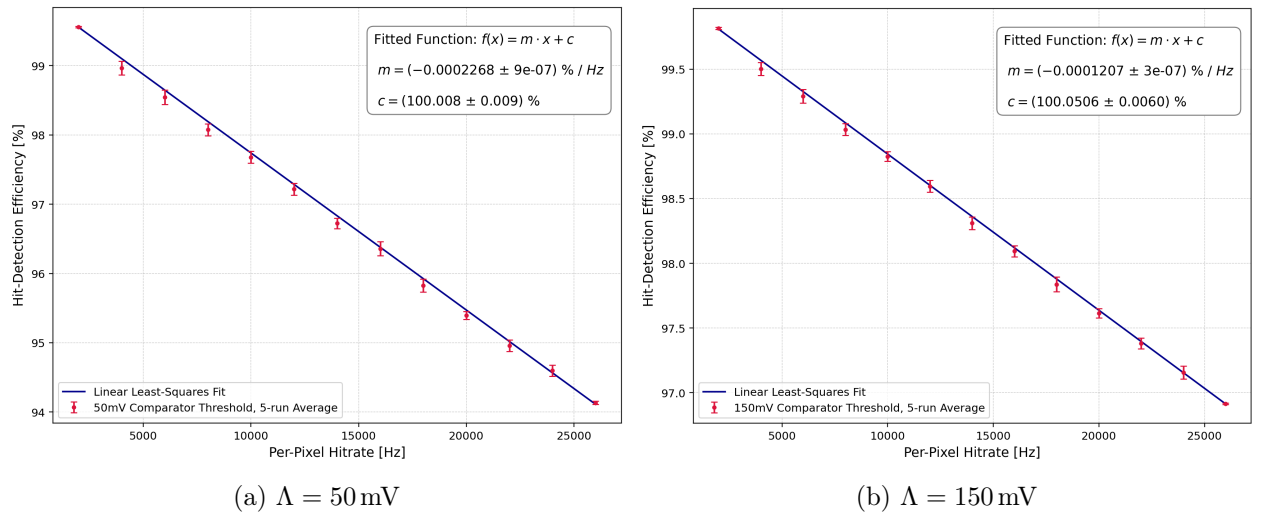 Hit-Detection Efficiency [%]
99
98
97
96
95
94
Fitted Function: f(x) = m · x + c
m = (−0.0002268 ± 9e-07) % / Hz
c = (100.008 ± 0.009) %
Linear Least-Squares Fit
50mV Comparator Threshold, 5-run Average
5000 10000 15000 20000 25000
Per-Pixel Hitrate [Hz]
(a) Λ = 50 mV
Hit-Detection Efficiency [%]
99.5
99.0
98.5
98.0
97.5
97.0
Fitted Function: f(x) = m · x + c
m = (−0.0001207 ± 3e-07) % / Hz
c = (100.0506 ± 0.0060) %
Linear Least-Squares Fit
150mV Comparator Threshold, 5-run Average
5000 10000 15000 20000 25000
Per-Pixel Hitrate [Hz]
(b) Λ = 150 mV